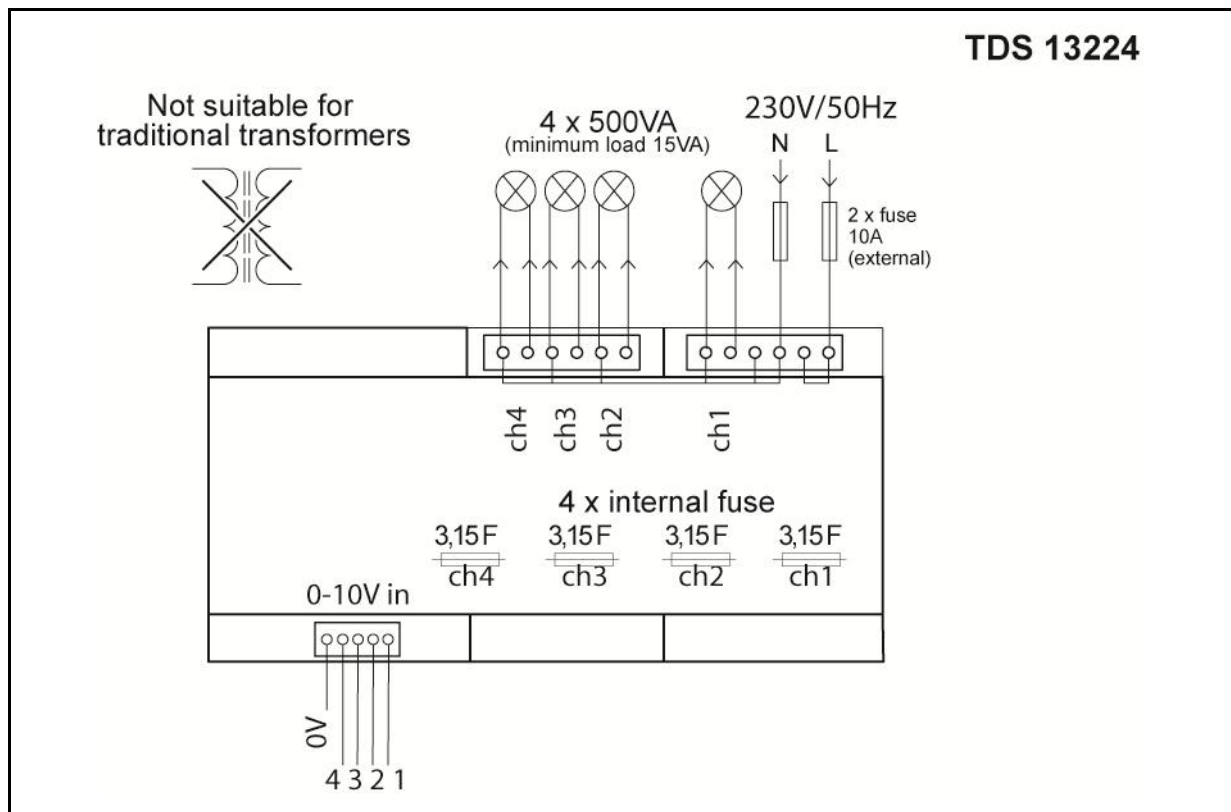 TDS 13224
Not suitable for
traditional transformers
4 x 500VA
(minimum load 15VA)
230V/50Hz
N L
2 x fuse
10A
(external)
ch4 ch3 ch2 ch1
4 x internal fuse
3,15F 3,15F 3,15F 3,15F
ch4 ch3 ch2 ch1
0-10V in
0V
4 3 2 1